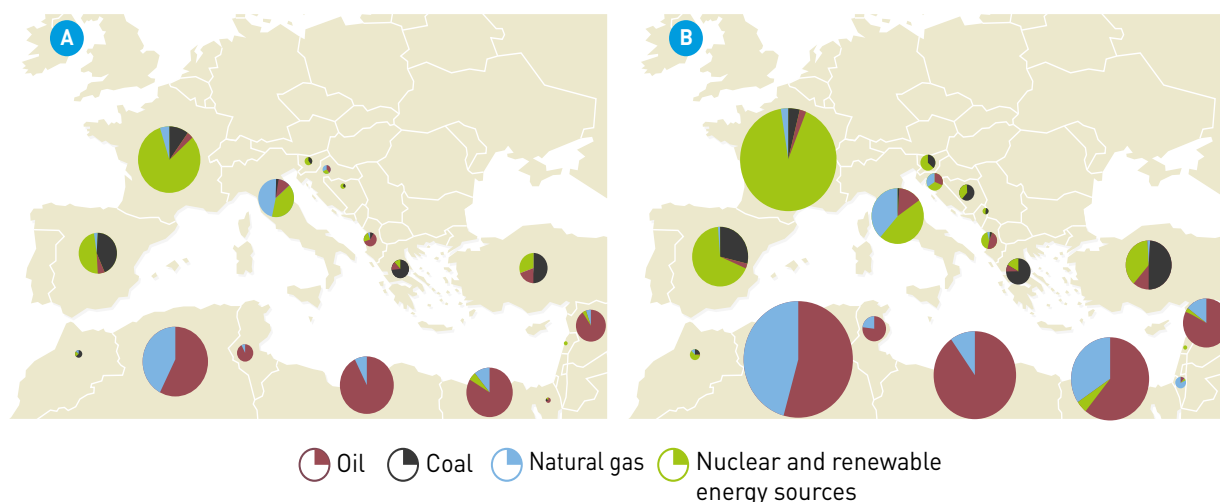 A
B
Oil
Coal
Natural gas
Nuclear and renewable
energy sources